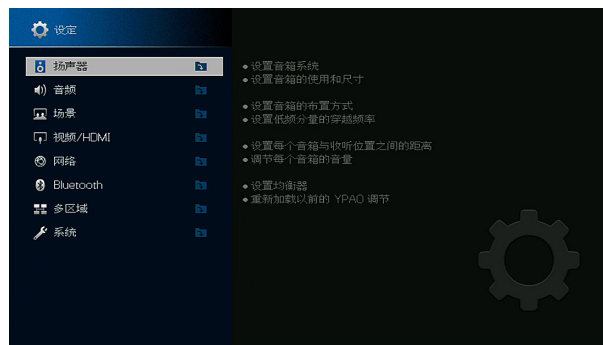 设定
扬声器
音频
场景
视频/HDMI
网络
Bluetooth
多区域
系统
●设置音箱系统
●设置音箱的使用和尺寸
●设置音箱的布置方式
●设置低频分量的穿越频率
●设置每个音箱与收听位置之间的距离
●调节每个音箱的音量
●设置均衡器
●重新加载以前的 YPAO 调节